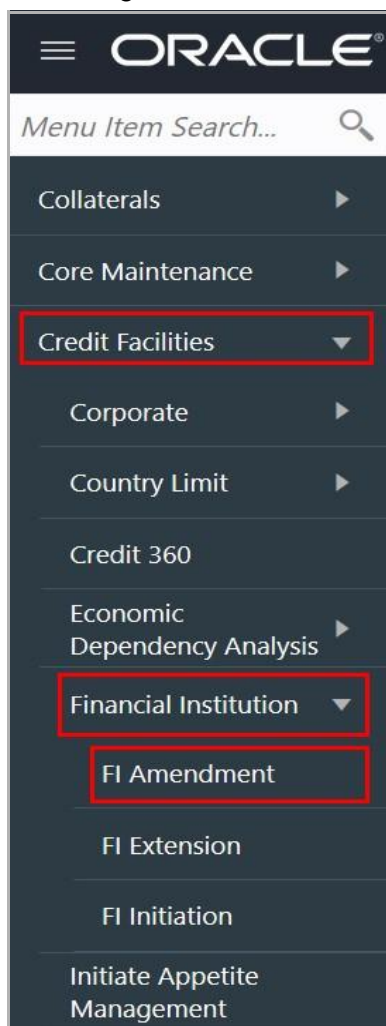 ORACLE®
Menu Item Search...
Collaterals
Core Maintenance
Credit Facilities
Corporate
Country Limit
Credit 360
Economic
Dependency Analysis
Financial Institution
FI Amendment
FI Extension
FI Initiation
Initiate Appetite
Management